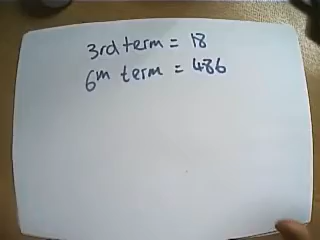 3rd term = 18
6th term = 486